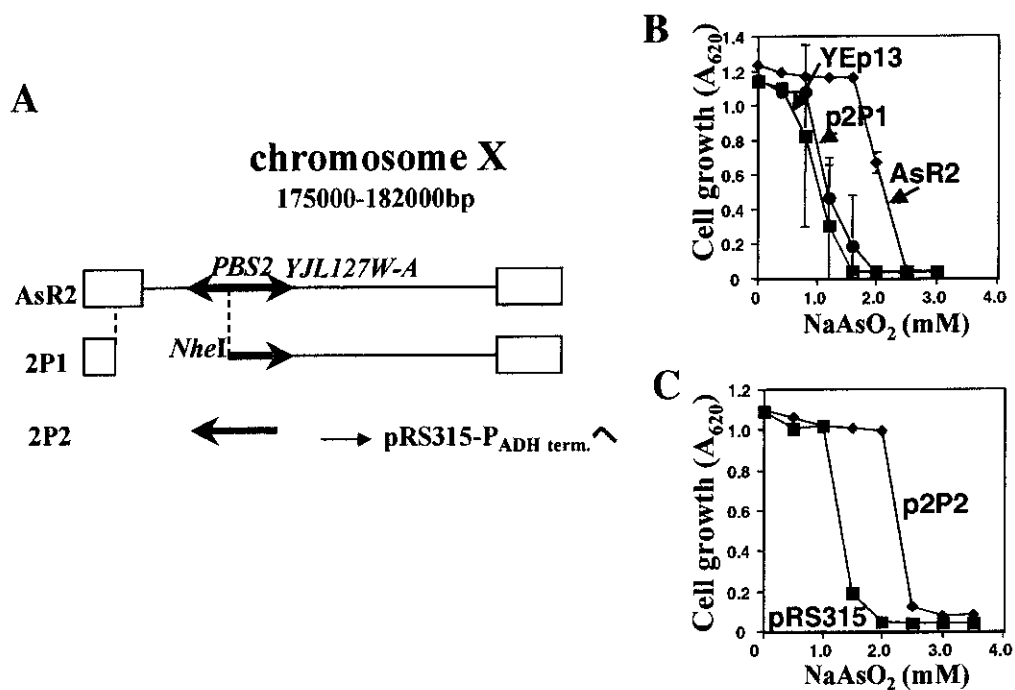 A
chromosome X
175000-182000bp
PBS2 YJL127W-A
AsR2
NheI
2P1
2P2
pRS315-PADH term.
B
Cell growth (A620)
1.4
1.2
1.0
0.8
0.6
0.4
0.2
0
YEp13
p2P1
AsR2
0 1.0 2.0 3.0 4.0
NaAsO2 (mM)
C
Cell growth (A620)
1.2
1.0
0.8
0.6
0.4
0.2
0
p2P2
pRS315
0 1.0 2.0 3.0 4.0
NaAsO2 (mM)